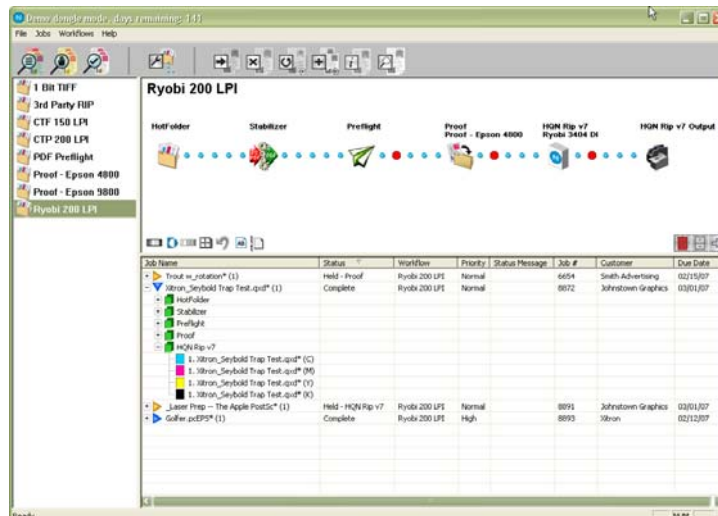 Demo dongle mode, days remaining: 141
File Jobs Workflows Help
1 Bit TIFF
3rd Party RIP
CTF 150 LPI
CTP 200 LPI
PDF Preflight
Proof - Epson 4800
Proof - Epson 9800
Ryobi 200 LPI
Ryobi 200 LPI
HotFolder Stabilizer Preflight Proof HQN Rip v7 HQN Rip v7 Output
Proof - Epson 4800 Ryobi 3404 DI
Job Name Status Workflow Priority Status Message Job # Customer Due Date
Trout w_rotation* (1) Held - Proof Ryobi 200 LPI Normal 6654 Smith Advertising 02/15/07
Xitron_Seybold Trap Test.qxd* (1) Complete Ryobi 200 LPI Normal 8872 Johnstown Graphics 03/01/07
HotFolder
Stabilizer
Preflight
Proof
HQN Rip v7
1. Xitron_Seybold Trap Test.qxd* (C)
1. Xitron_Seybold Trap Test.qxd* (M)
1. Xitron_Seybold Trap Test.qxd* (Y)
1. Xitron_Seybold Trap Test.qxd* (K)
_Laser Prep -- The Apple PostSc* (1) Held - HQN Rip v7 Ryobi 200 LPI Normal 8891 Johnstown Graphics 03/01/07
Golfer.pcEPS* (1) Complete Ryobi 200 LPI High 8893 Xitron 02/12/07
Ready NUM